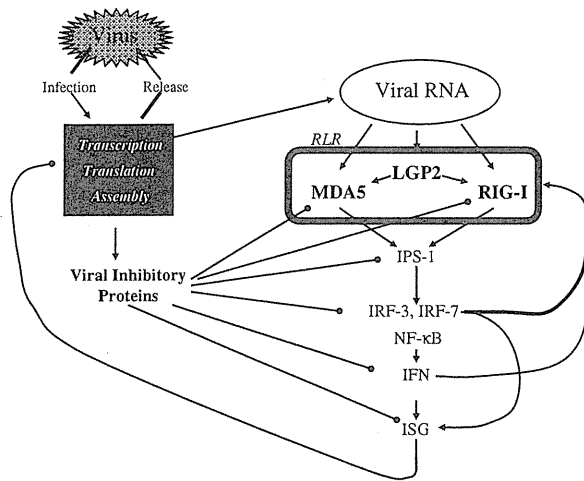 Virus
Infection
Release
Viral RNA
Transcription
Translation
Assembly
RLR
LGP2
MDA5
RIG-I
IPS-1
Viral Inhibitory
Proteins
IRF-3, IRF-7
NF-κB
IFN
ISG